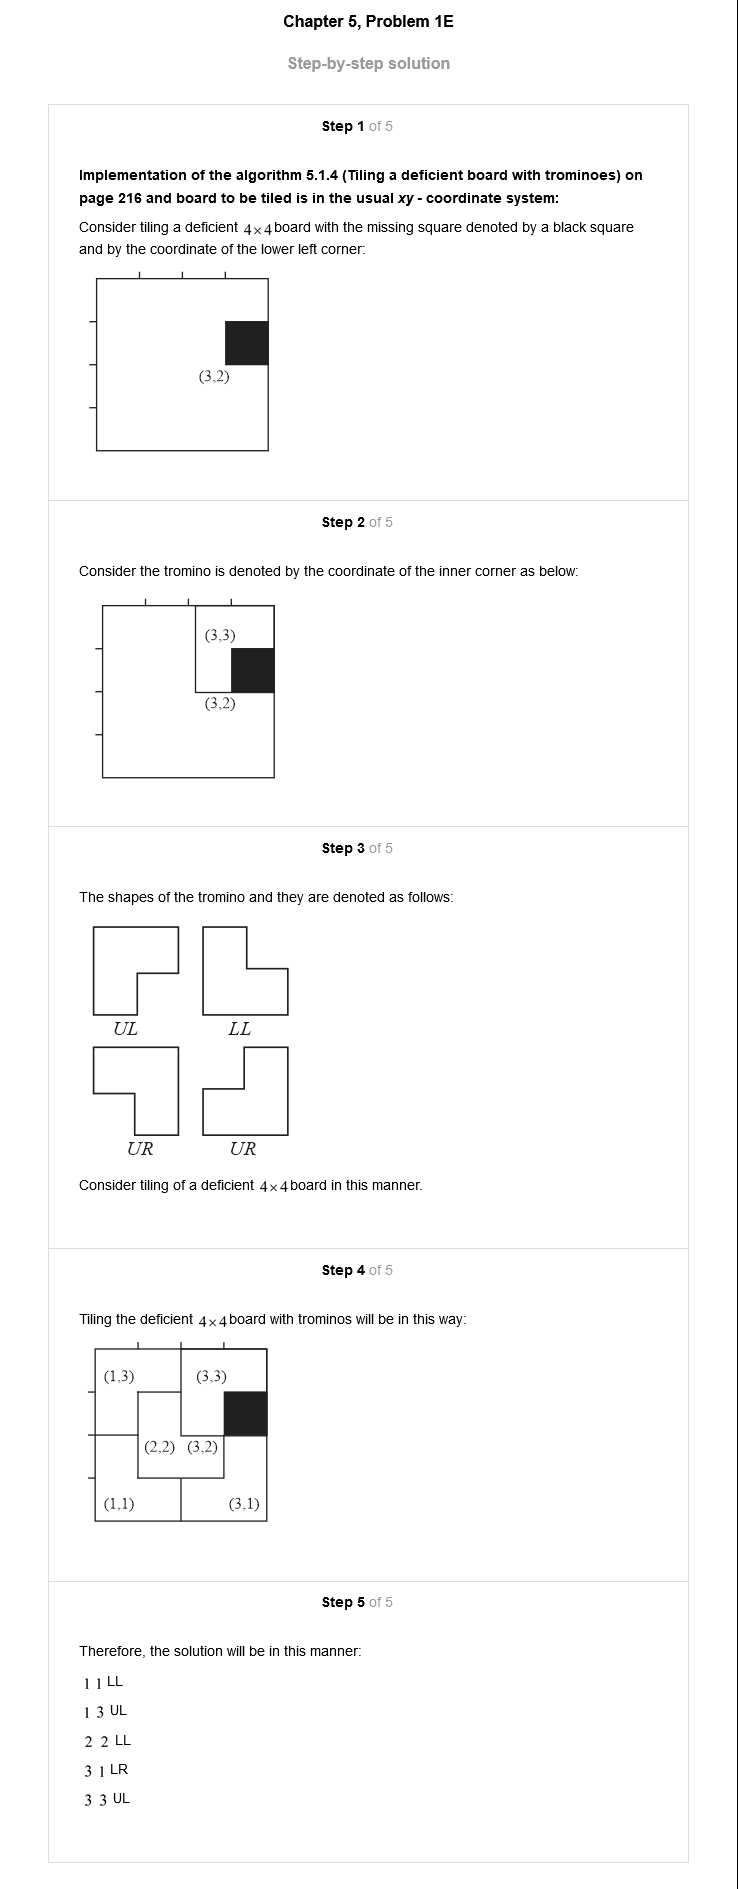 Chapter 5, Problem 1E
Step-by-step solution
Step 1 of 5
Implementation of the algorithm 5.1.4 (Tiling a deficient board with trominoes) on
page 216 and board to be tiled is in the usual xy - coordinate system:
Consider tiling a deficient 4×4 board with the missing square denoted by a black square
and by the coordinate of the lower left corner:
(3,2)
Step 2 of 5
Consider the tromino is denoted by the coordinate of the inner corner as below:
(3,3)
(3,2)
Step 3 of 5
The shapes of the tromino and they are denoted as follows:
UL LL
UR UR
Consider tiling of a deficient 4×4 board in this manner.
Step 4 of 5
Tiling the deficient 4×4 board with trominos will be in this way:
(1,3) (3,3)
(2,2) (3,2)
(1,1) (3,1)
Step 5 of 5
Therefore, the solution will be in this manner:
1 1 LL
1 3 UL
2 2 LL
3 1 LR
3 3 UL